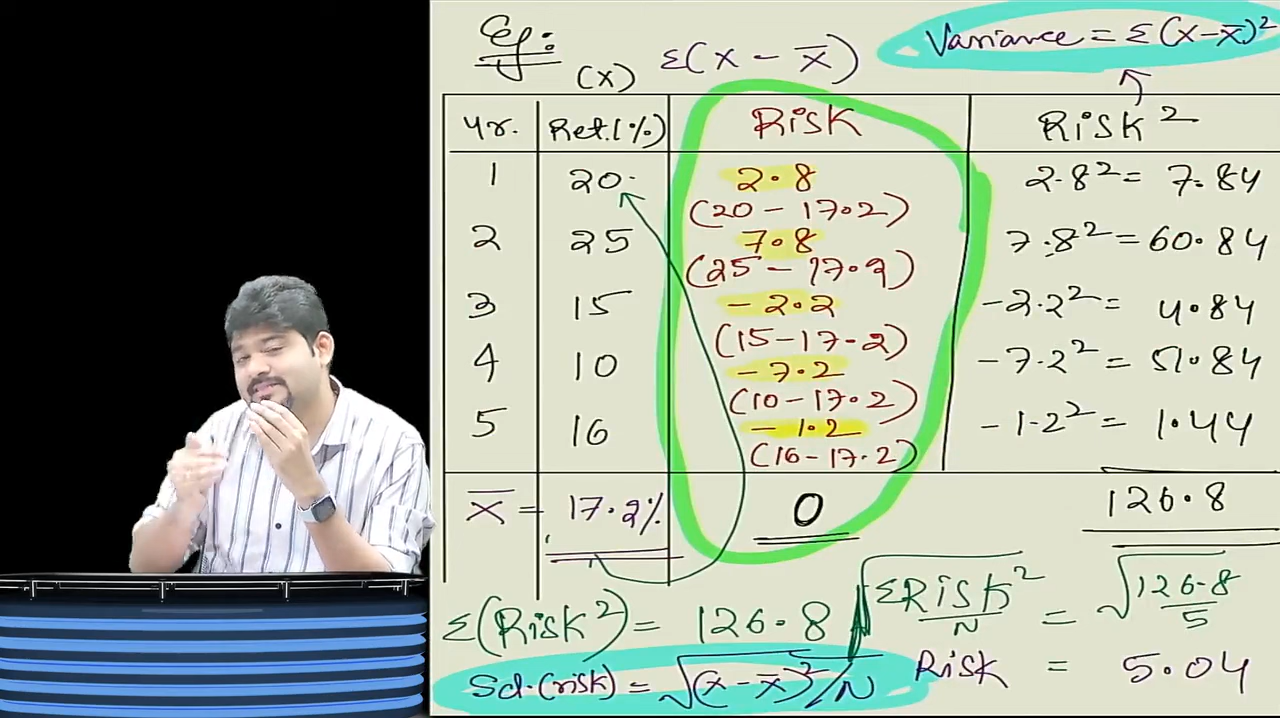 Eg:
(X) Σ(X - X̅) Variance = Σ(X-X̅)²
Yr. Ret.(%) Risk Risk²
1 20 2.8 2.8² = 7.84
(20 - 17.2)
2 25 7.8 7.8² = 60.84
(25 - 17.2)
3 15 -2.2 -2.2² = 4.84
(15-17.2)
4 10 -7.2 -7.2² = 51.84
(10-17.2)
5 16 -1.2 -1.2² = 1.44
(16-17.2)
X̅ = 17.2% 0 126.8
Σ(Risk²) = 126.8 √ΣRisk²/N = √126.8/5
Sd.(risk) = √(x-x̅)²/N Risk = 5.04